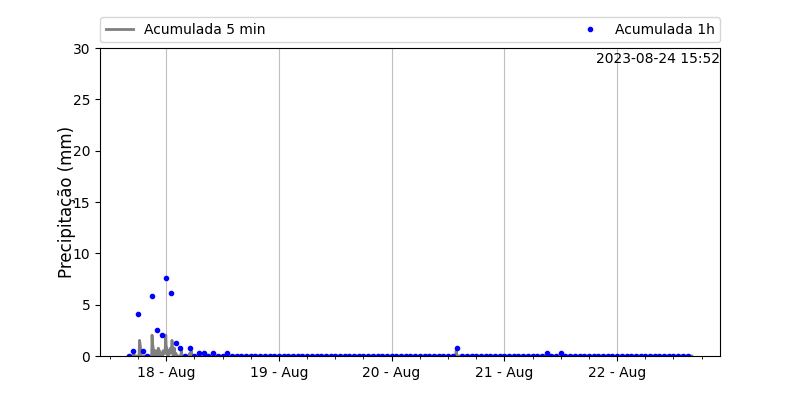 Acumulada 5 min
Acumulada 1h
2023-08-24 15:52
Precipitação (mm)
30
25
20
15
10
5
0
18 - Aug
19 - Aug
20 - Aug
21 - Aug
22 - Aug